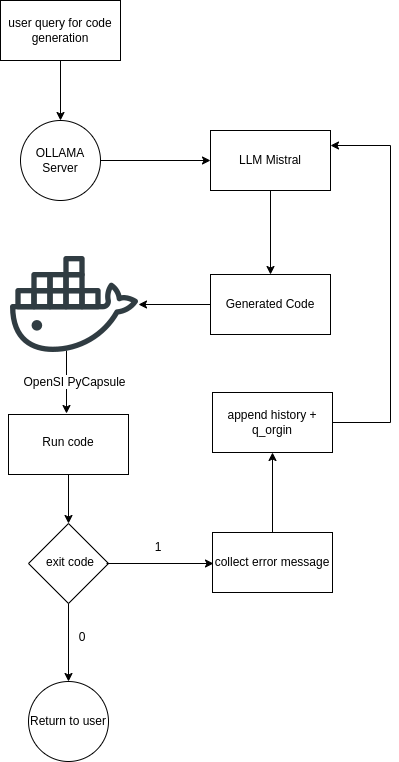 user query for code
generation
OLLAMA
Server
LLM Mistral
Generated Code
OpenSI PyCapsule
Run code
append history +
q_orgin
exit code
1
collect error message
0
Return to user